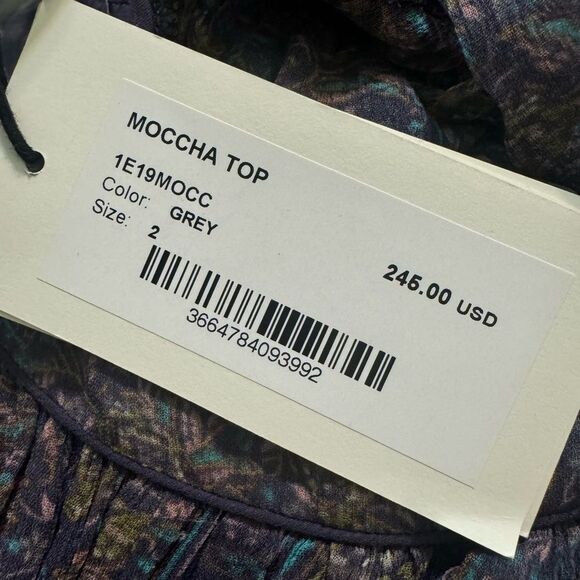 MOCCHA TOP
1E19MOCC
Color: GREY
Size: 2
245.00 USD
3664784093992